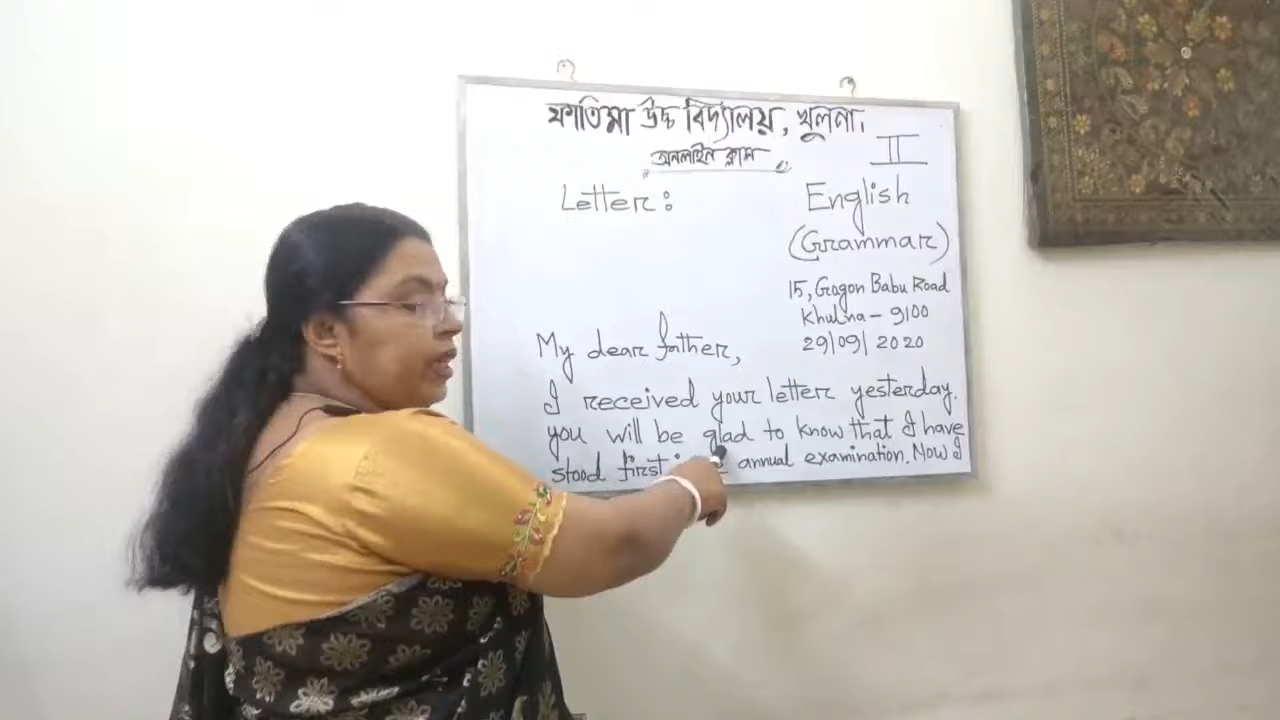 ফাতিমা উচ্চ বিদ্যালয়, খুলনা।
অনলাইন ক্লাস
II
Letter:
English
(Grammar)
15, Gogon Babu Road
Khulna - 9100
29/09/2020
My dear father,
I received your letter yesterday.
you will be glad to know that I have
stood first annual examination. Now I